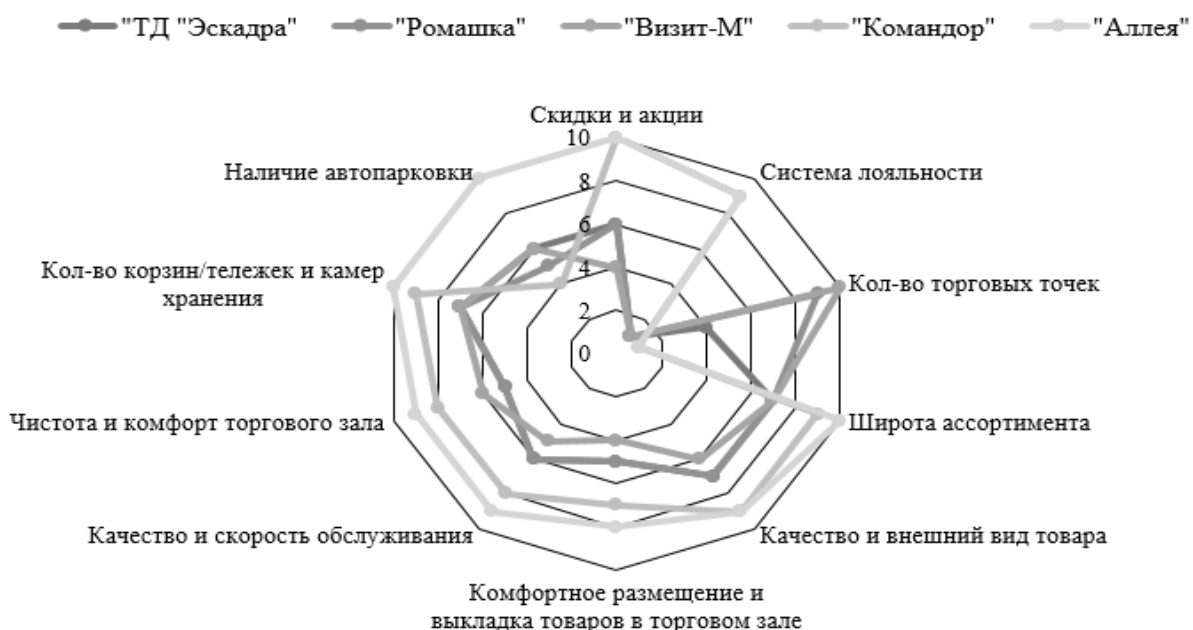 "ТД "Эскадра" "Ромашка" "Визит-М" "Командор" "Аллея"
Скидки и акции
10
Наличие автопарковки
Система лояльности
8
6
Кол-во корзин/тележек и камер
хранения
Кол-во торговых точек
4
2
0
Чистота и комфорт торгового зала
Широта ассортимента
Качество и скорость обслуживания
Качество и внешний вид товара
Комфортное размещение и
выкладка товаров в торговом зале